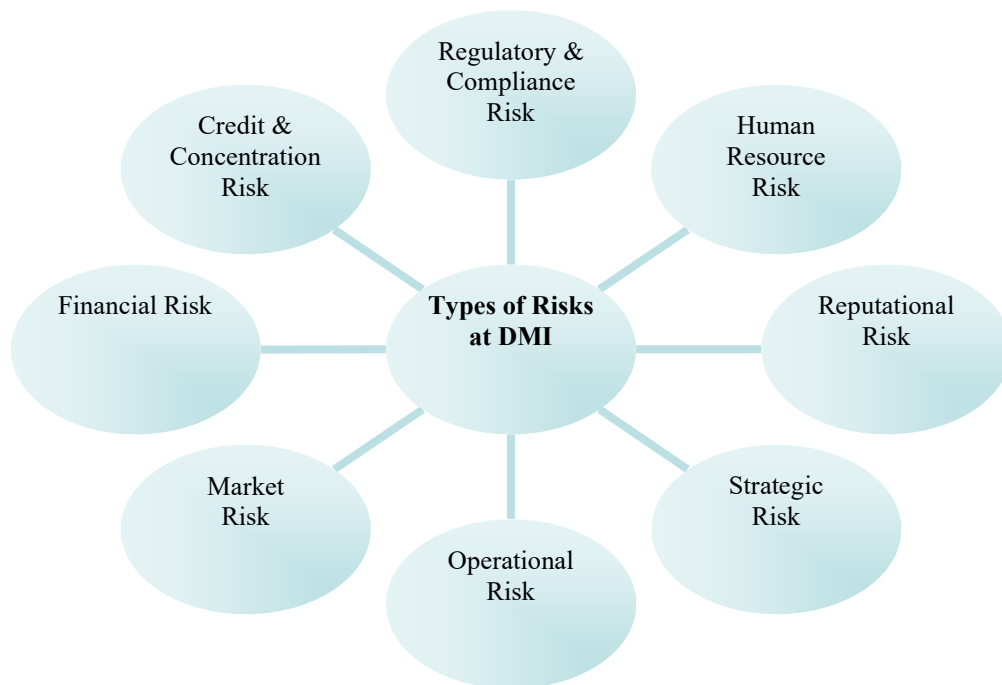 Regulatory &
Compliance
Risk
Human
Resource
Risk
Reputational
Risk
Strategic
Risk
Operational
Risk
Market
Risk
Financial Risk
Credit &
Concentration
Risk
Types of Risks
at DMI